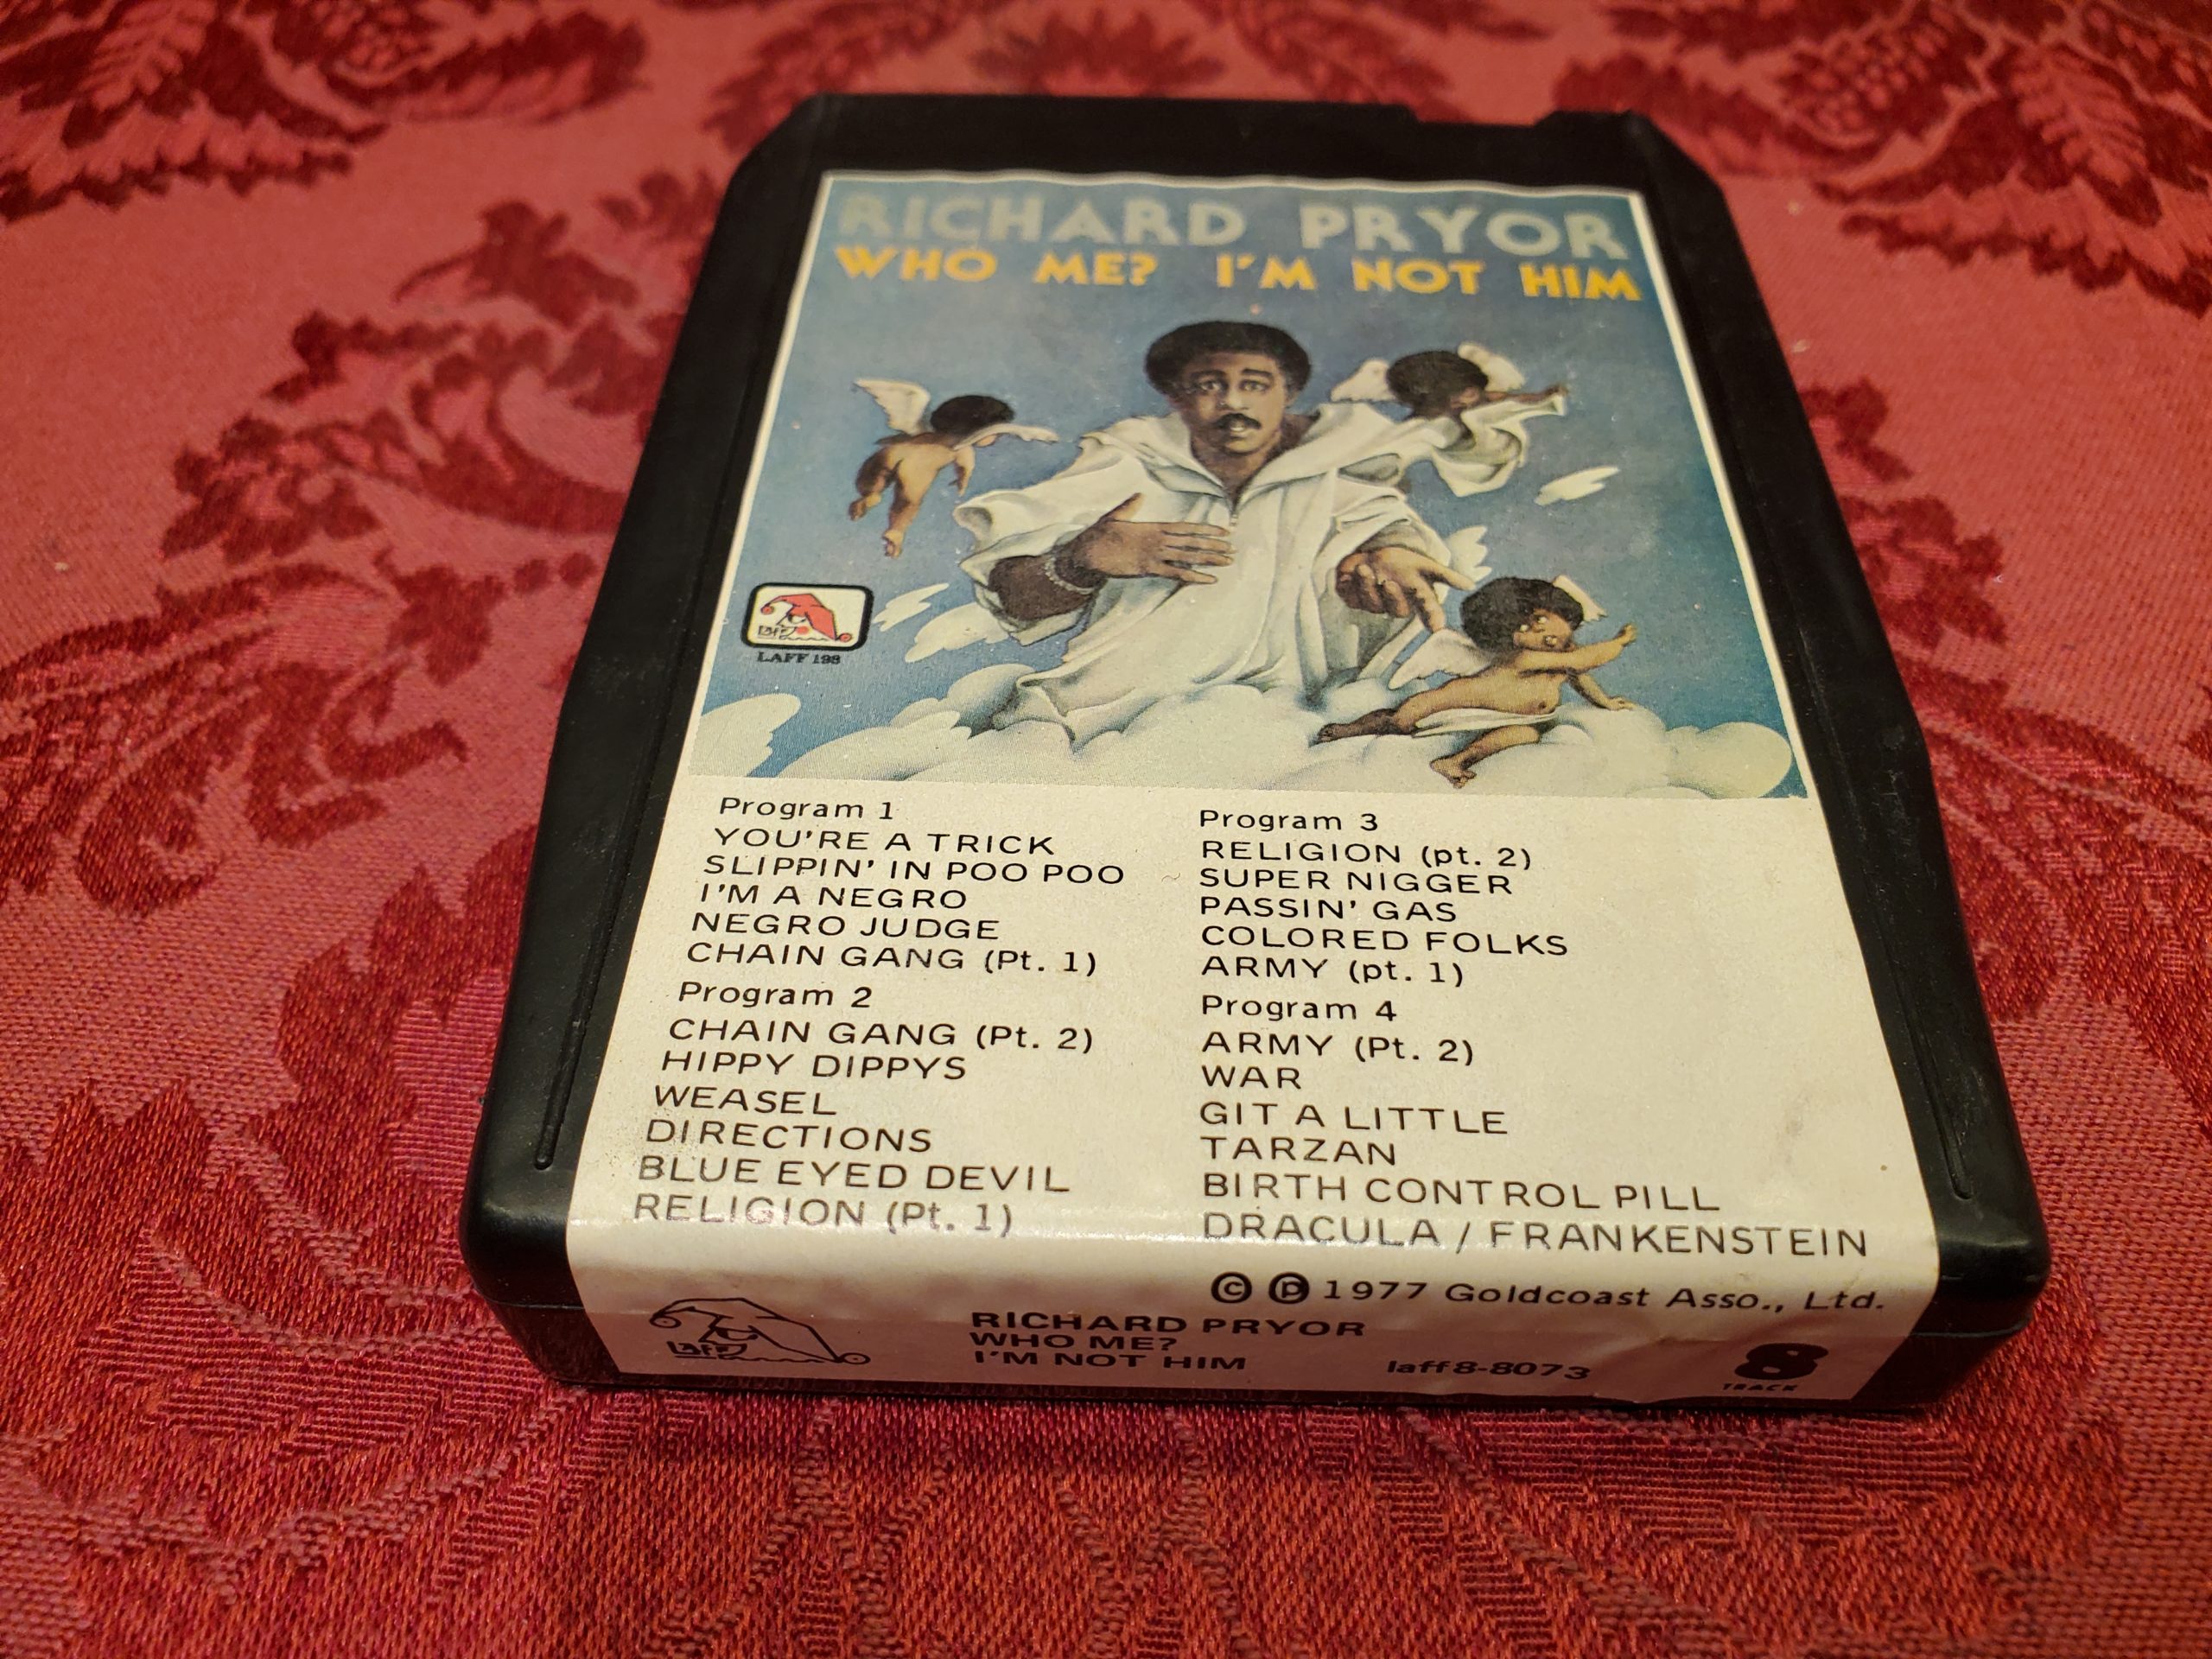 RICHARD PRYOR
WHO ME? I'M NOT HIM
laff
LAFF 198
Program 1
YOU'RE A TRICK
SLIPPIN' IN POO POO
I'M A NEGRO
NEGRO JUDGE
CHAIN GANG (Pt. 1)
Program 2
CHAIN GANG (Pt. 2)
HIPPY DIPPYS
WEASEL
DIRECTIONS
BLUE EYED DEVIL
RELIGION (Pt. 1)
Program 3
RELIGION (pt. 2)
SUPER NIGGER
PASSIN' GAS
COLORED FOLKS
ARMY (pt. 1)
Program 4
ARMY (Pt. 2)
WAR
GIT A LITTLE
TARZAN
BIRTH CONTROL PILL
DRACULA / FRANKENSTEIN
© ℗ 1977 Goldcoast Asso., Ltd.
laff
RICHARD PRYOR
WHO ME?
I'M NOT HIM
laff8-8073
8
TRACK